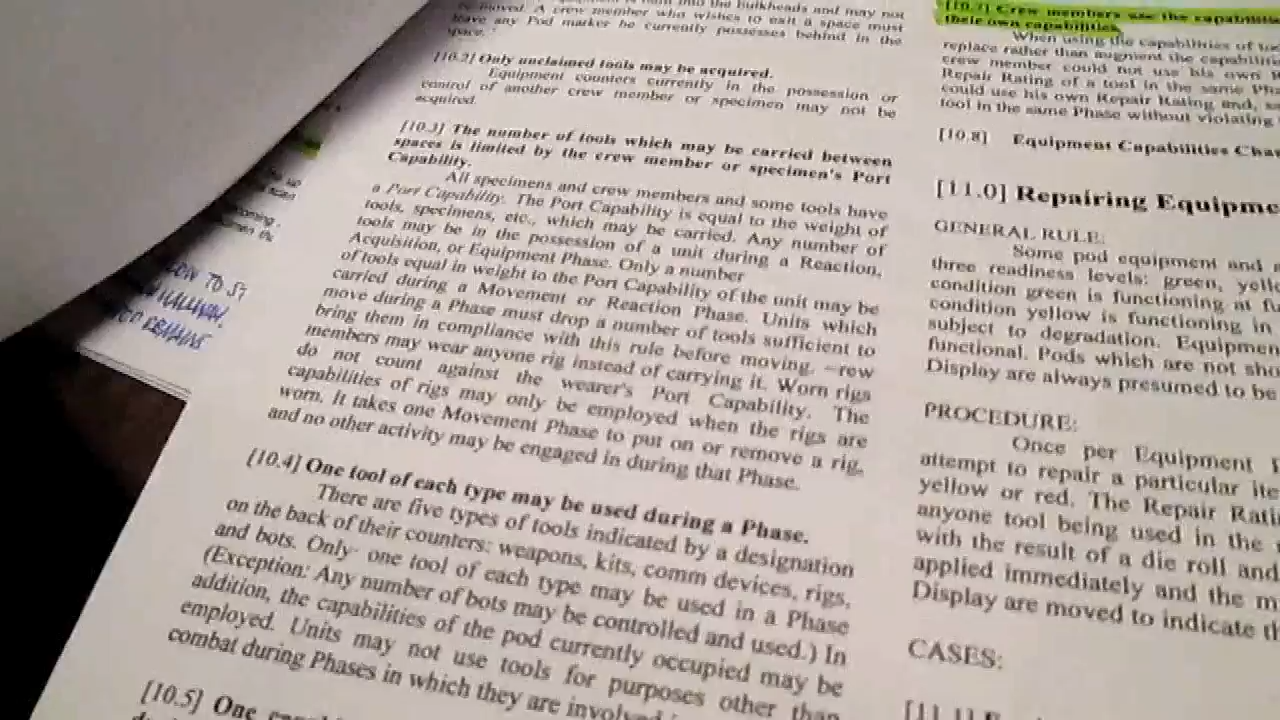 into the bulkheads and may not
be moved. A crew member who wishes to exit a space must
leave any Pod marker he currently possesses behind in the
space.
[10.2] Only unclaimed tools may be acquired.
Equipment counters currently in the possession or
control of another crew member or specimen may not be
acquired.
[10.3] The number of tools which may be carried between
spaces is limited by the crew member or specimen's Port
Capability.
All specimens and crew members and some tools have
a Port Capability. The Port Capability is equal to the weight of
tools, specimens, etc., which may be carried. Any number of
tools may be in the possession of a unit during a Reaction,
Acquisition, or Equipment Phase. Only a number
of tools equal in weight to the Port Capability of the unit may be
carried during a Movement or Reaction Phase. Units which
move during a Phase must drop a number of tools sufficient to
bring them in compliance with this rule before moving. –rew
members may wear anyone rig instead of carrying it. Worn rigs
do not count against the wearer's Port Capability. The
capabilities of rigs may only be employed when the rigs are
worn. It takes one Movement Phase to put on or remove a rig,
and no other activity may be engaged in during that Phase.
[10.4] One tool of each type may be used during a Phase.
There are five types of tools indicated by a designation
on the back of their counters: weapons, kits, comm devices, rigs,
and bots. Only one tool of each type may be used in a Phase
(Exception: Any number of bots may be controlled and used.) In
addition, the capabilities of the pod currently occupied may be
employed. Units may not use tools for purposes other than
combat during Phases in which they are involved
[10.5] One
[10.7] Crew members use the capabilities
their own capabilities.
When using the capabilities of
replace rather than augment the
crew member could not use his own
Repair Rating of a tool in the same
could use his own Repair Rating and,
tool in the same Phase without violating
[10.8] Equipment Capabilities
[11.0] Repairing
GENERAL RULE:
Some pod equipment and
three readiness levels: green,
condition green is functioning at
condition yellow is functioning in
subject to degradation.
functional. Pods which are not
Display are always presumed to be
PROCEDURE:
Once per Equipment
attempt to repair a particular
yellow or red. The Repair
anyone tool being used in the
with the result of a die roll and
applied immediately and the
Display are moved to indicate
CASES:
[11.1]
TO
HALLWAY.
REMAINS